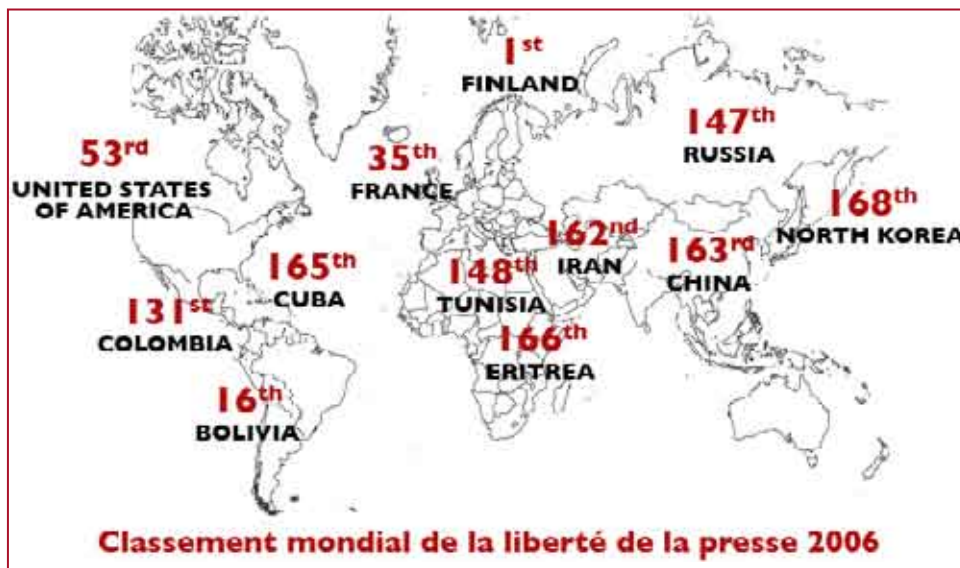 1st
FINLAND
147th
RUSSIA
53rd
UNITED STATES
OF AMERICA
35th
FRANCE
168th
NORTH KOREA
162nd
IRAN
163rd
CHINA
165th
CUBA
148th
TUNISIA
131st
COLOMBIA
166th
ERITREA
16th
BOLIVIA
Classement mondial de la liberté de la presse 2006